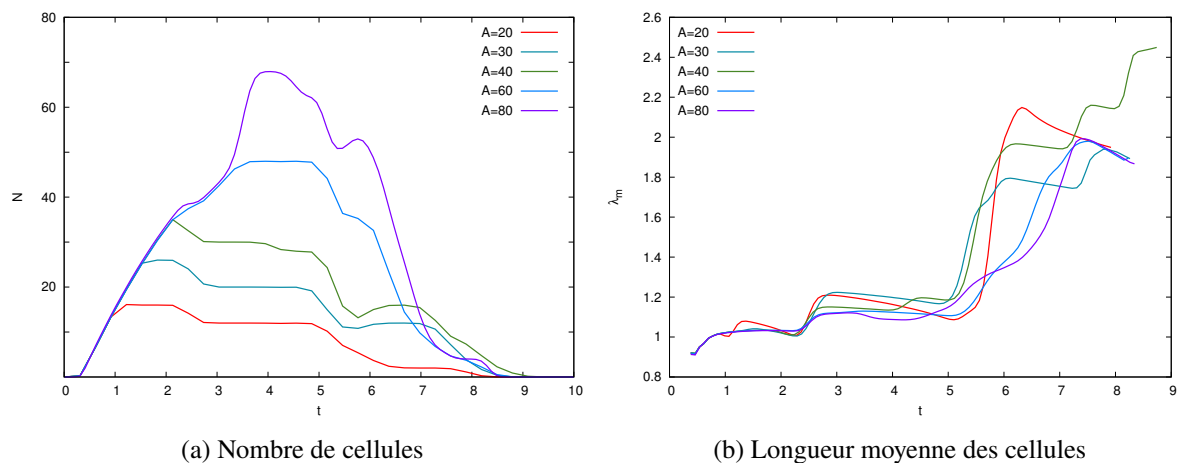 80
60
40
20
0 1 2 3 4 5 6 7 8 9 10
N
t
A=20
A=30
A=40
A=60
A=80
2.6
2.4
2.2
2
1.8
1.6
1.4
1.2
1
0.8
0 1 2 3 4 5 6 7 8 9
λm
t
A=20
A=30
A=40
A=60
A=80
(a) Nombre de cellules
(b) Longueur moyenne des cellules